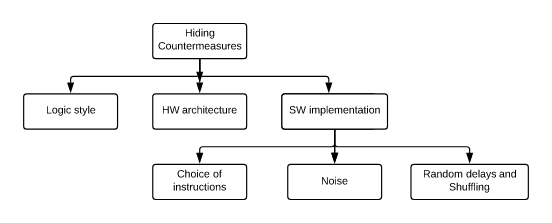 Hiding
Countermeasures
Logic style
HW architecture
SW implementation
Choice of
instructions
Noise
Random delays and
Shuffling